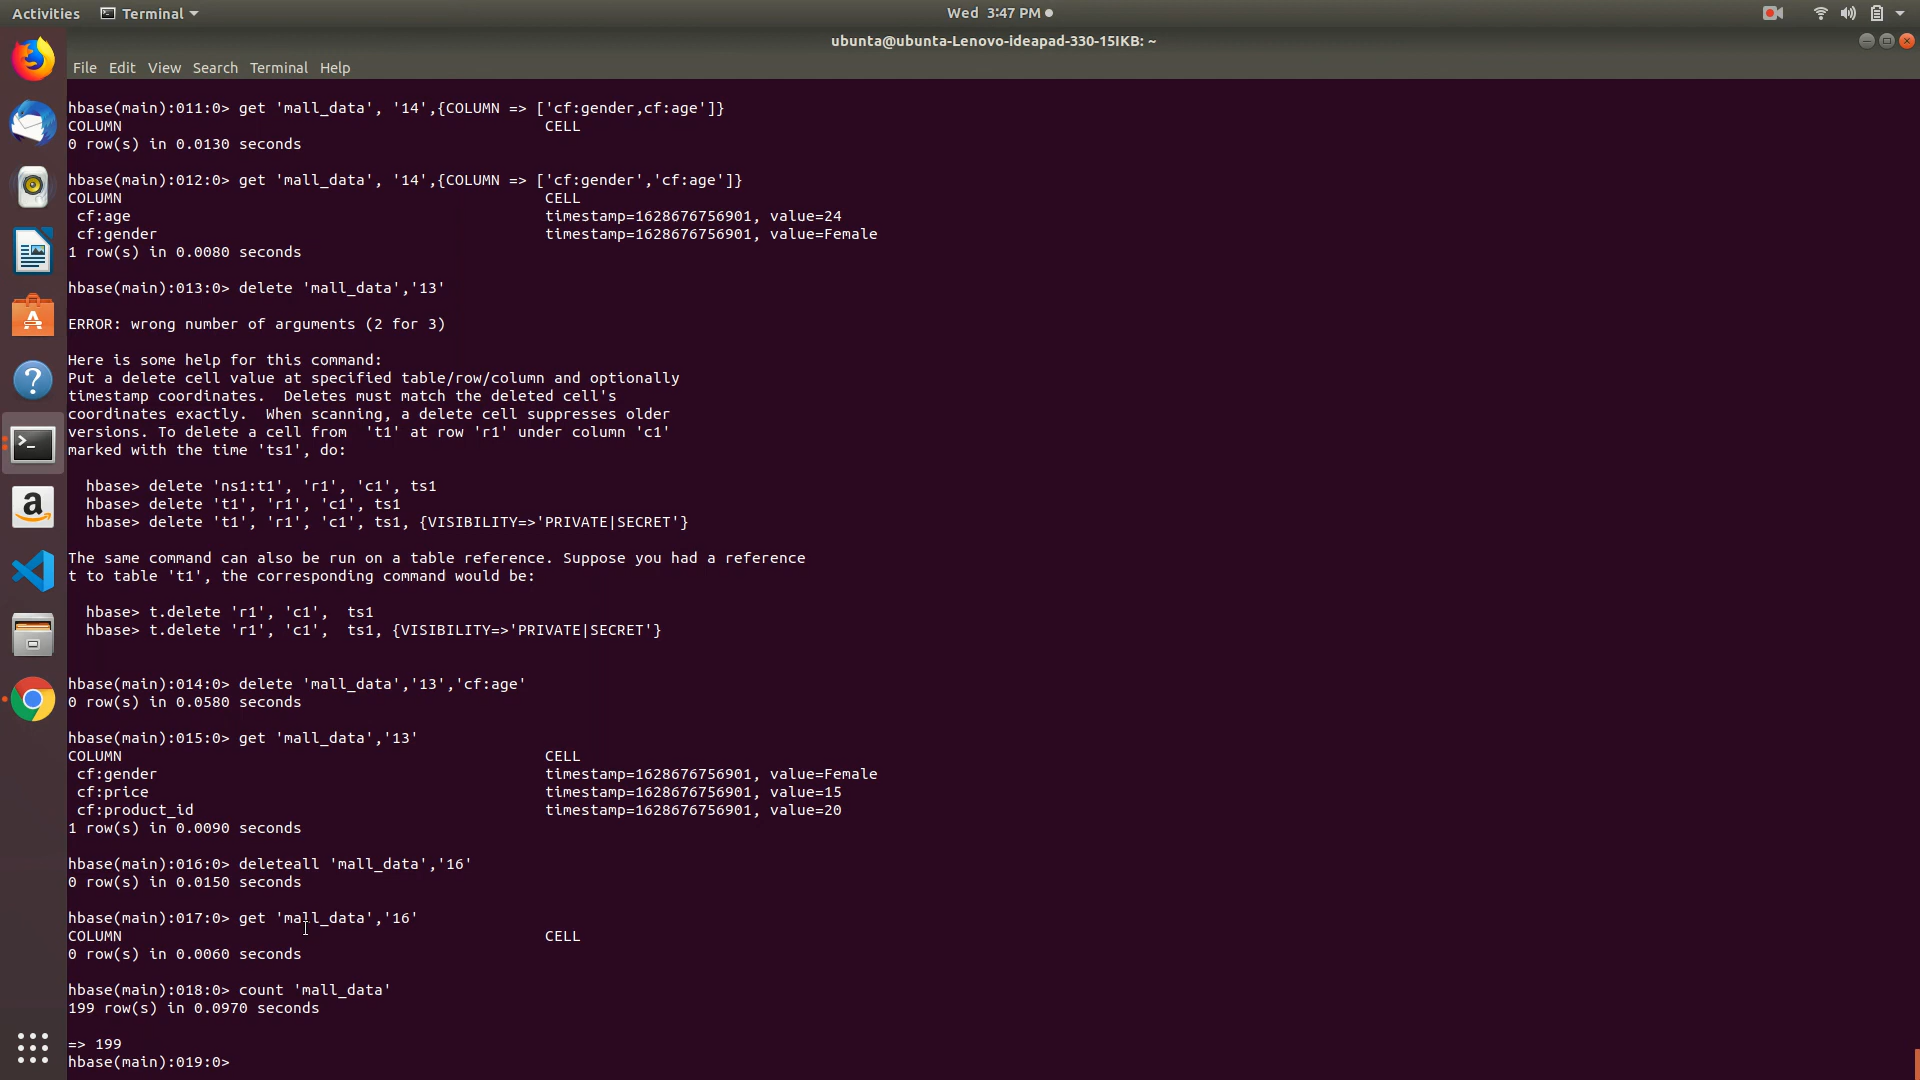 Activities Terminal Wed 3:47 PM
ubunta@ubunta-Lenovo-ideapad-330-15IKB: ~
File Edit View Search Terminal Help
hbase(main):011:0> get 'mall_data', '14',{COLUMN => ['cf:gender,cf:age']}
COLUMN CELL
0 row(s) in 0.0130 seconds
hbase(main):012:0> get 'mall_data', '14',{COLUMN => ['cf:gender','cf:age']}
COLUMN CELL
cf:age timestamp=1628676756901, value=24
cf:gender timestamp=1628676756901, value=Female
1 row(s) in 0.0080 seconds
hbase(main):013:0> delete 'mall_data','13'
ERROR: wrong number of arguments (2 for 3)
Here is some help for this command:
Put a delete cell value at specified table/row/column and optionally
timestamp coordinates.  Deletes must match the deleted cell's
coordinates exactly.  When scanning, a delete cell suppresses older
versions. To delete a cell from  't1' at row 'r1' under column 'c1'
marked with the time 'ts1', do:
hbase> delete 'ns1:t1', 'r1', 'c1', ts1
hbase> delete 't1', 'r1', 'c1', ts1
hbase> delete 't1', 'r1', 'c1', ts1, {VISIBILITY=>'PRIVATE|SECRET'}
The same command can also be run on a table reference. Suppose you had a reference
t to table 't1', the corresponding command would be:
hbase> t.delete 'r1', 'c1',  ts1
hbase> t.delete 'r1', 'c1',  ts1, {VISIBILITY=>'PRIVATE|SECRET'}
hbase(main):014:0> delete 'mall_data','13','cf:age'
0 row(s) in 0.0580 seconds
hbase(main):015:0> get 'mall_data','13'
COLUMN CELL
cf:gender timestamp=1628676756901, value=Female
cf:price timestamp=1628676756901, value=15
cf:product_id timestamp=1628676756901, value=20
1 row(s) in 0.0090 seconds
hbase(main):016:0> deleteall 'mall_data','16'
0 row(s) in 0.0150 seconds
hbase(main):017:0> get 'mall_data','16'
COLUMN CELL
0 row(s) in 0.0060 seconds
hbase(main):018:0> count 'mall_data'
199 row(s) in 0.0970 seconds
=> 199
hbase(main):019:0>